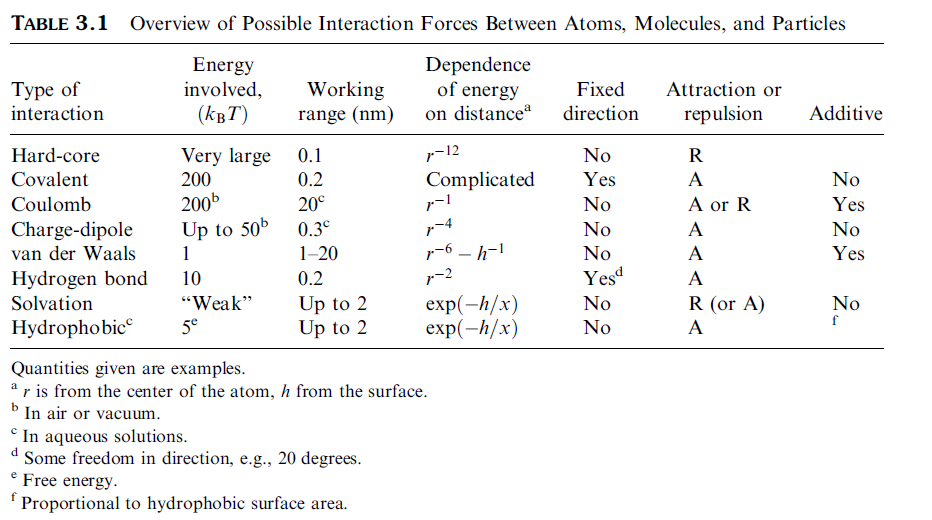 TABLE 3.1 Overview of Possible Interaction Forces Between Atoms, Molecules, and Particles
Type of interaction | Energy involved, (k_BT) | Working range (nm) | Dependence of energy on distance^a | Fixed direction | Attraction or repulsion | Additive
Hard-core | Very large | 0.1 | r^−12 | No | R |
Covalent | 200 | 0.2 | Complicated | Yes | A | No
Coulomb | 200^b | 20^c | r^−1 | No | A or R | Yes
Charge-dipole | Up to 50^b | 0.3^c | r^−4 | No | A | No
van der Waals | 1 | 1–20 | r^−6 − h^−1 | No | A | Yes
Hydrogen bond | 10 | 0.2 | r^−2 | Yes^d | A |
Solvation | “Weak” | Up to 2 | exp(−h/x) | No | R (or A) | No
Hydrophobic^c | 5^e | Up to 2 | exp(−h/x) | No | A | f
Quantities given are examples.
^a r is from the center of the atom, h from the surface.
^b In air or vacuum.
^c In aqueous solutions.
^d Some freedom in direction, e.g., 20 degrees.
^e Free energy.
^f Proportional to hydrophobic surface area.